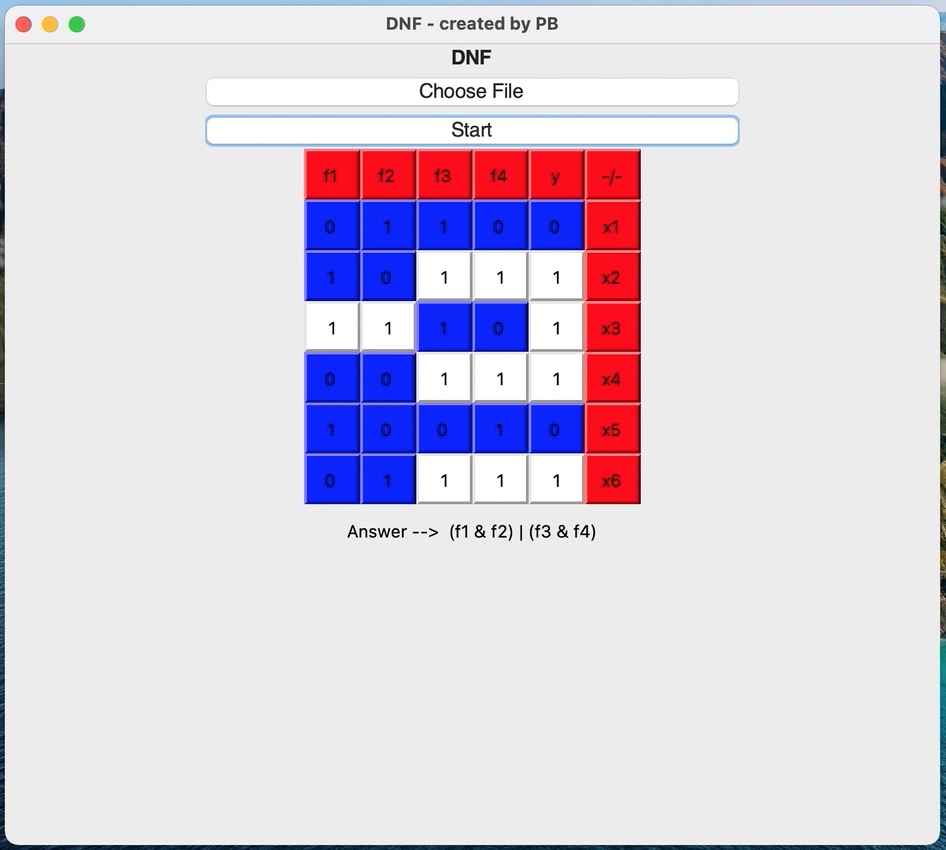 DNF - created by PB
DNF
Choose File
Start
f1 f2 f3 f4 y -/-
0 1 1 0 0 x1
1 0 1 1 1 x2
1 1 1 0 1 x3
0 0 1 1 1 x4
1 0 0 1 0 x5
0 1 1 1 1 x6
Answer --> (f1 & f2) | (f3 & f4)